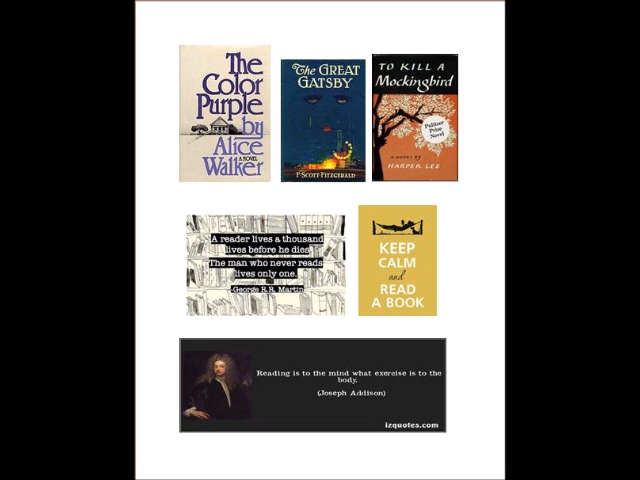 The
Color
Purple
by
Alice
A NOVEL
Walker
The GREAT
GATSBY
F·SCOTT·FITZGERALD
TO KILL A
Mockingbird
Pulitzer
Prize
Novel
A NOVEL BY
HARPER LEE
A reader lives a thousand
lives before he dies.
The man who never reads
lives only one.
-George R.R. Martin
KEEP
CALM
and
READ
A BOOK
Reading is to the mind what exercise is to the
body.
(Joseph Addison)
izquotes.com